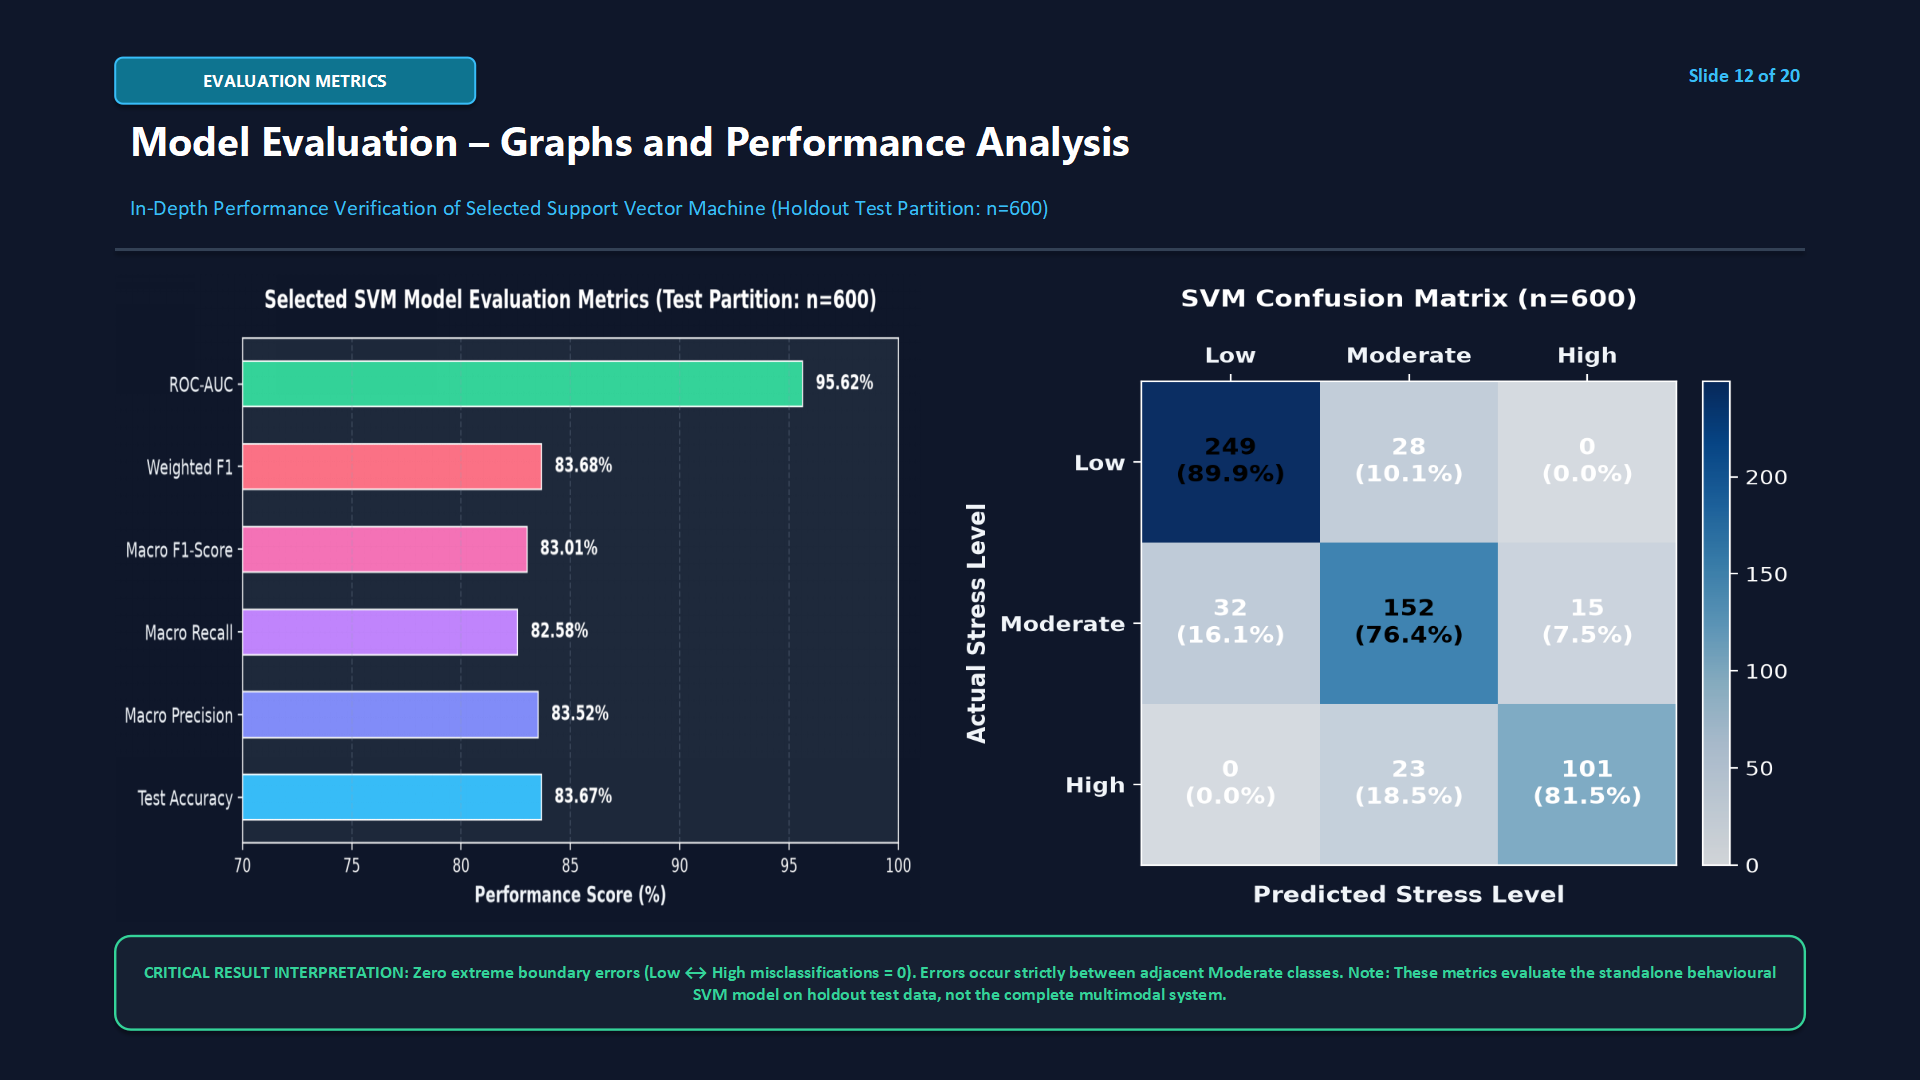 EVALUATION METRICS
Slide 12 of 20
Model Evaluation – Graphs and Performance Analysis
In-Depth Performance Verification of Selected Support Vector Machine (Holdout Test Partition: n=600)
Selected SVM Model Evaluation Metrics (Test Partition: n=600)
ROC-AUC 95.62%
Weighted F1 83.68%
Macro F1-Score 83.01%
Macro Recall 82.58%
Macro Precision 83.52%
Test Accuracy 83.67%
70 75 80 85 90 95 100
Performance Score (%)
SVM Confusion Matrix (n=600)
Low Moderate High
Actual Stress Level
Low
249 28 0
(89.9%) (10.1%) (0.0%)
Moderate
32 152 15
(16.1%) (76.4%) (7.5%)
High
0 23 101
(0.0%) (18.5%) (81.5%)
Predicted Stress Level
200
150
100
50
0
CRITICAL RESULT INTERPRETATION: Zero extreme boundary errors (Low ↔ High misclassifications = 0). Errors occur strictly between adjacent Moderate classes. Note: These metrics evaluate the standalone behavioural
SVM model on holdout test data, not the complete multimodal system.